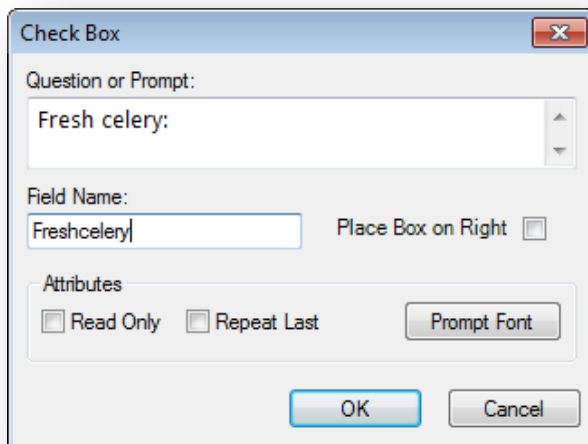 Check Box
Question or Prompt:
Fresh celery:
Field Name:
Freshcelery
Place Box on Right
Attributes
Read Only
Repeat Last
Prompt Font
OK
Cancel